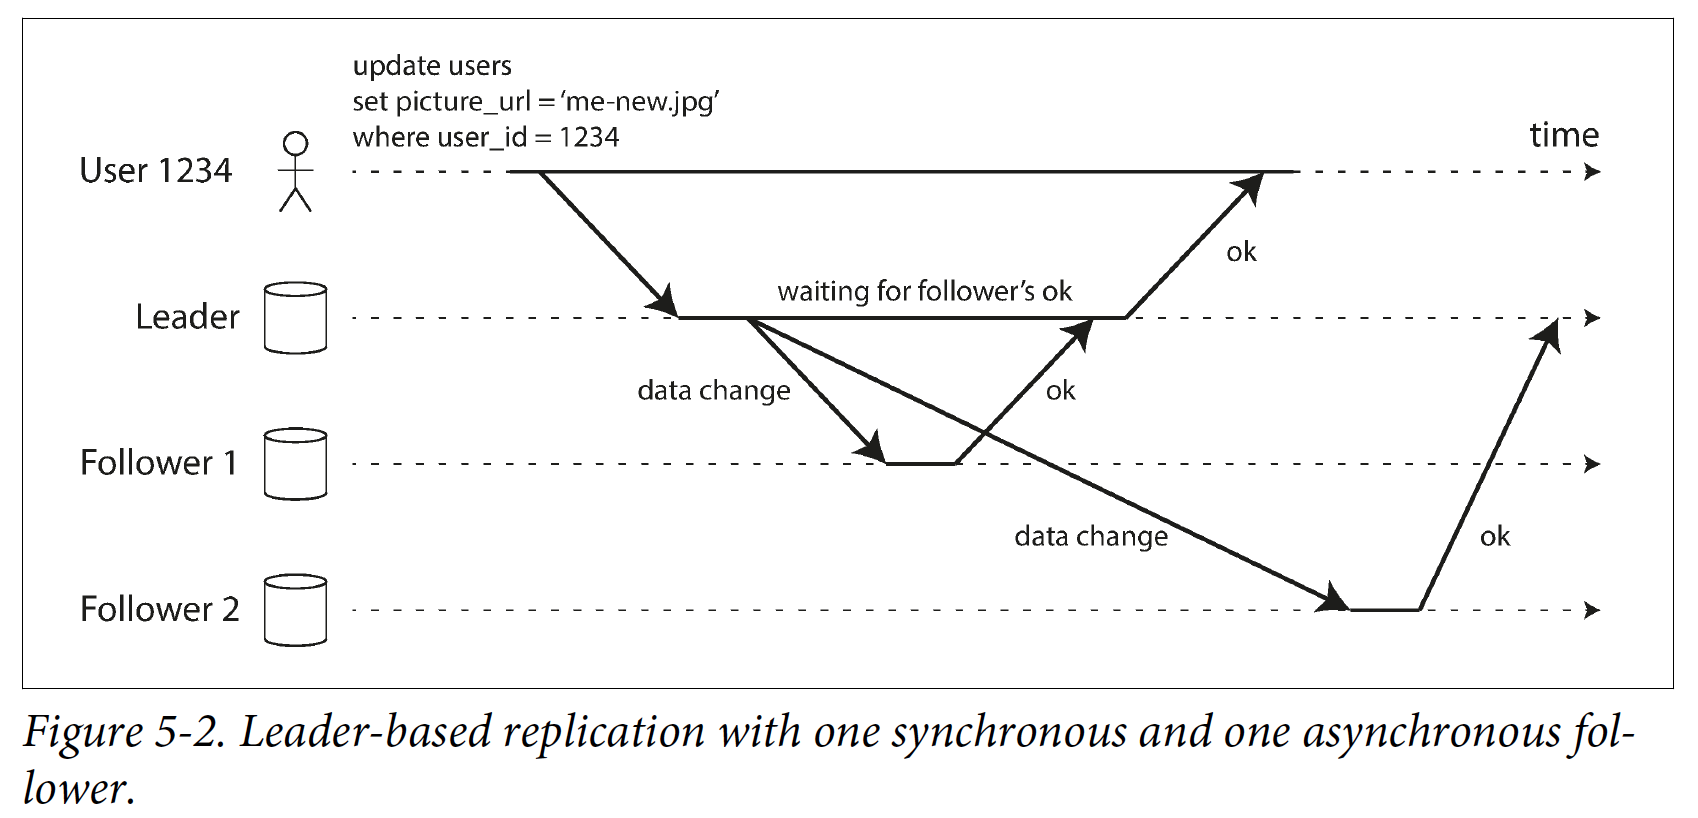 update users
set picture_url = ‘me-new.jpg’
where user_id = 1234
time
User 1234
ok
waiting for follower’s ok
Leader
data change
ok
Follower 1
data change
ok
Follower 2
Figure 5-2. Leader-based replication with one synchronous and one asynchronous fol-
lower.